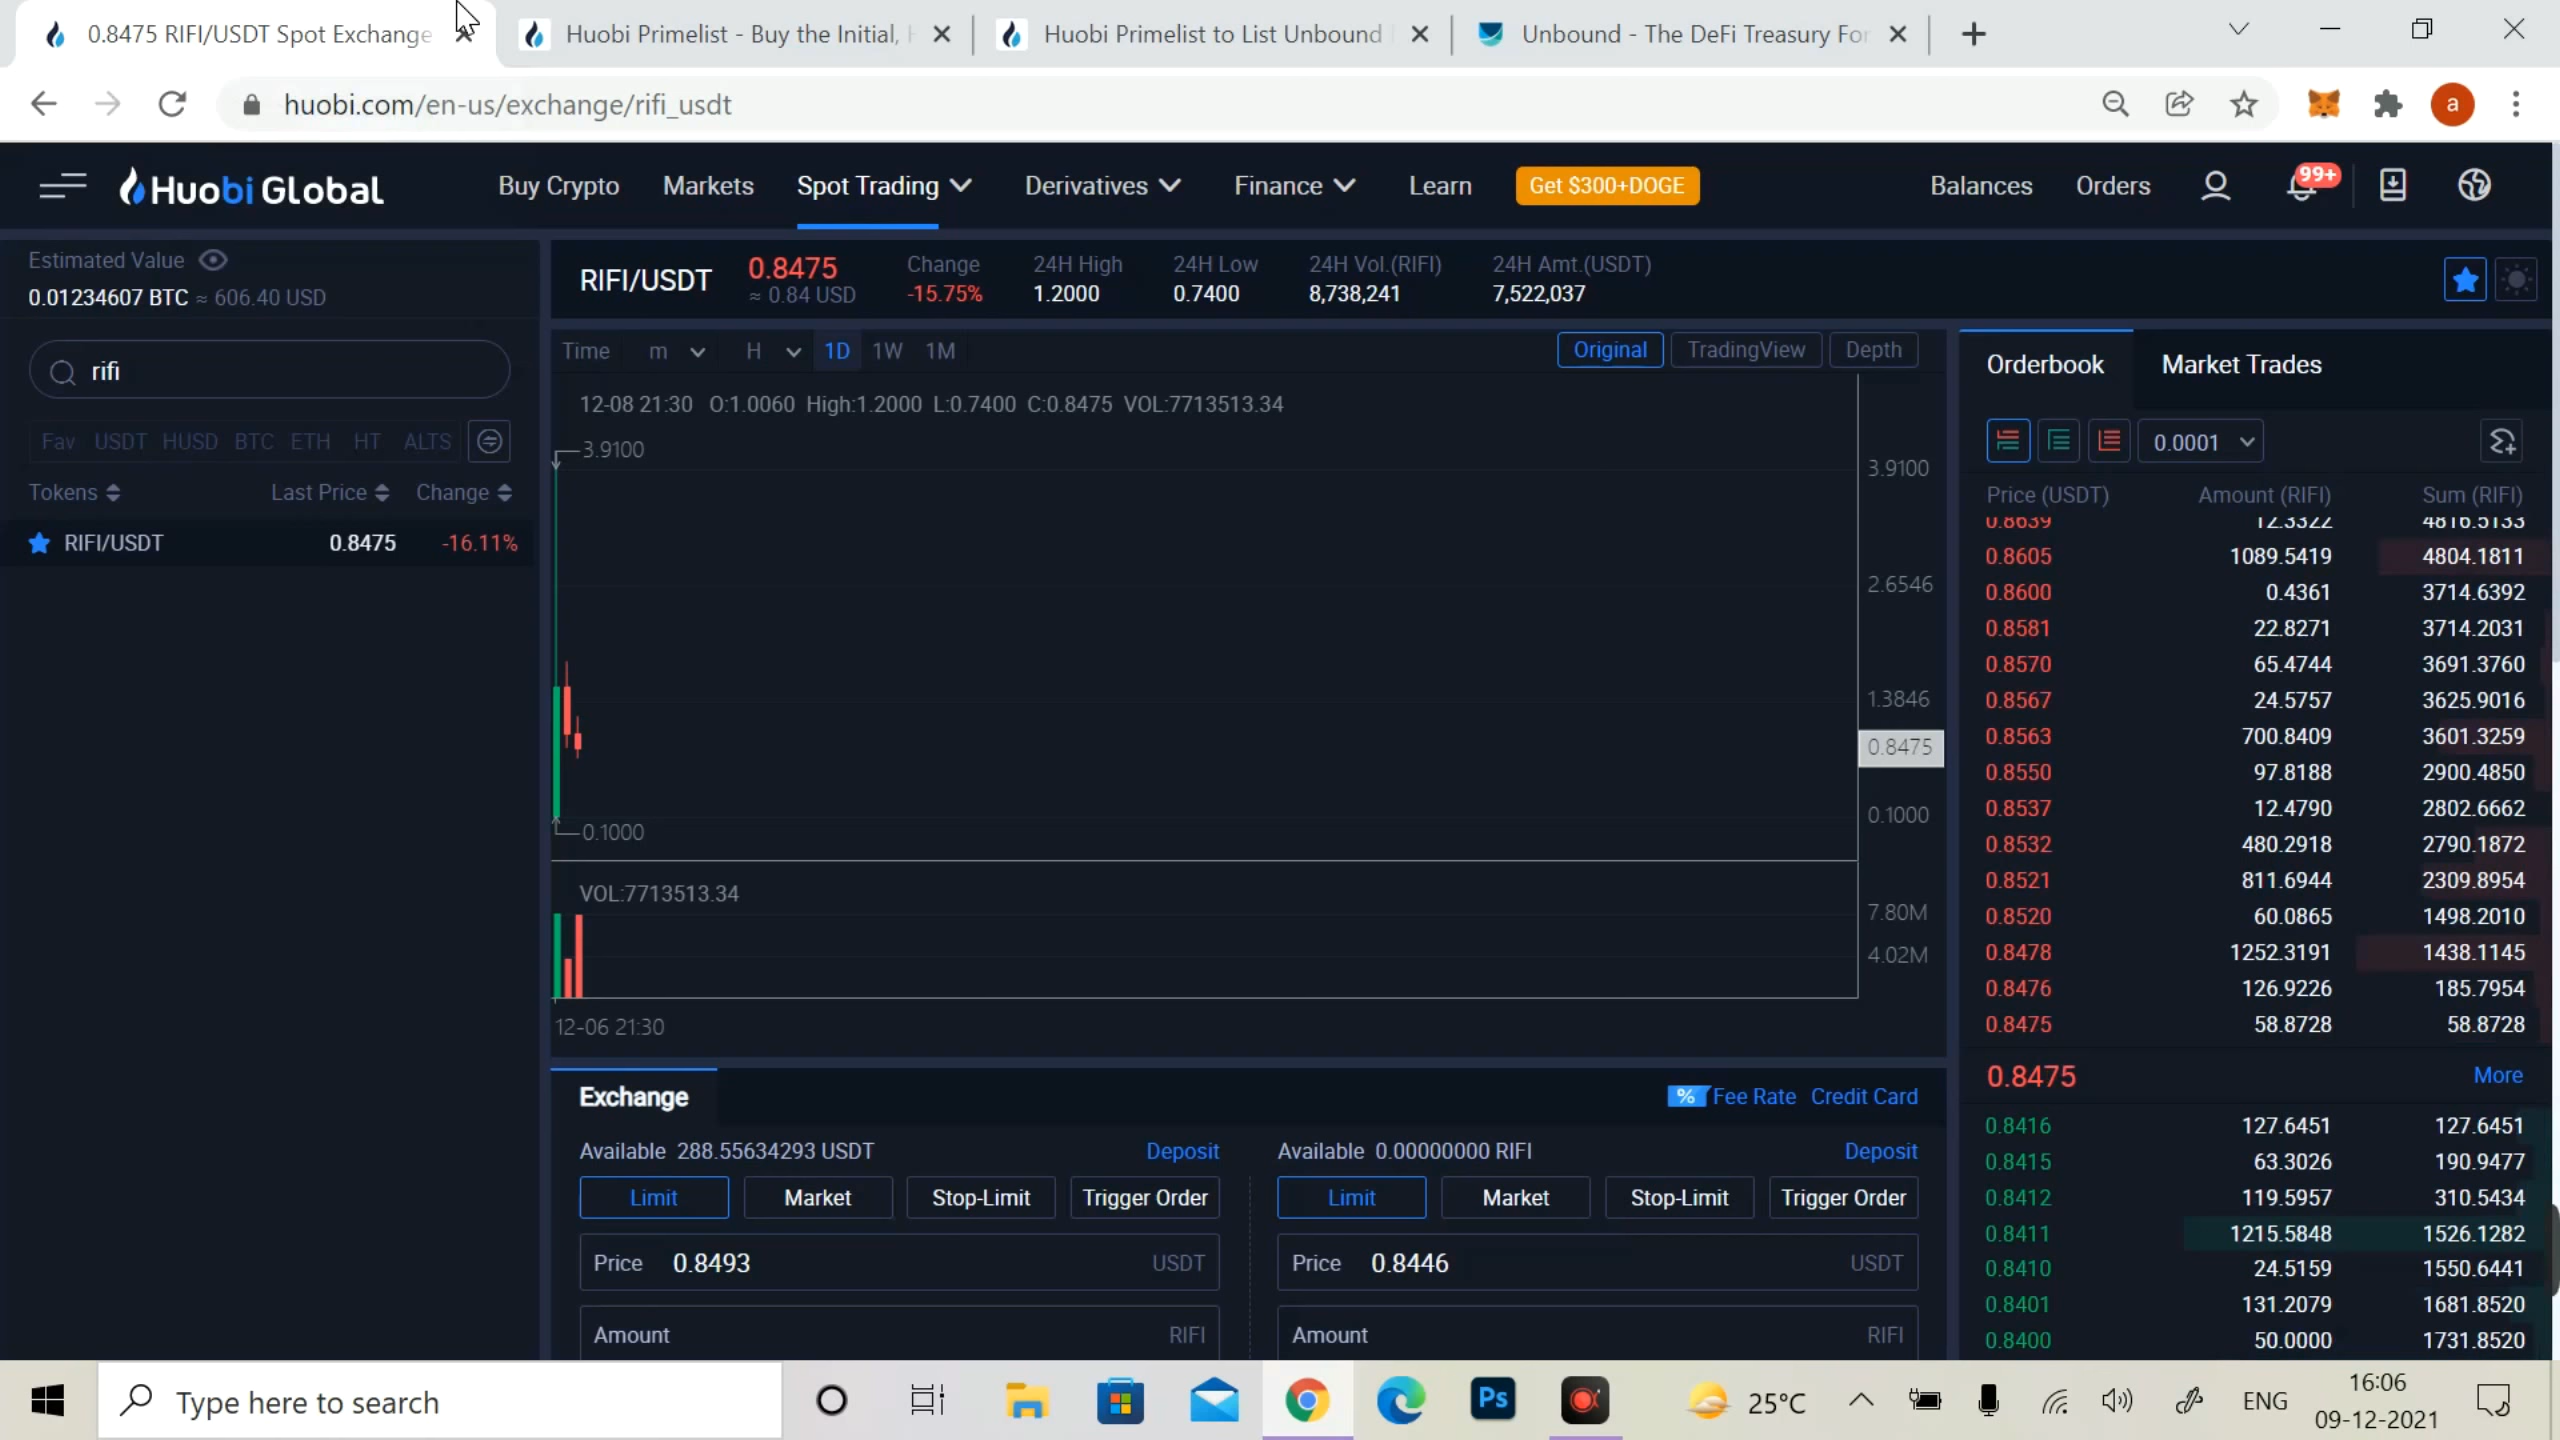 0.8475 RIFI/USDT Spot Exchange
Huobi Primelist - Buy the Initial,
Huobi Primelist to List Unbound
Unbound - The DeFi Treasury For
huobi.com/en-us/exchange/rifi_usdt
a
Huobi Global
Buy Crypto
Markets
Spot Trading
Derivatives
Finance
Learn
Get $300+DOGE
Balances
Orders
99+
Estimated Value
0.01234607 BTC ≈ 606.40 USD
rifi
Fav USDT HUSD BTC ETH HT ALTS
Tokens Last Price Change
RIFI/USDT 0.8475 -16.11%
RIFI/USDT
0.8475
≈ 0.84 USD
Change
-15.75%
24H High
1.2000
24H Low
0.7400
24H Vol.(RIFI)
8,738,241
24H Amt.(USDT)
7,522,037
Time m H 1D 1W 1M
Original TradingView Depth
12-08 21:30 O:1.0060 High:1.2000 L:0.7400 C:0.8475 VOL:7713513.34
3.9100
3.9100
2.6546
1.3846
0.8475
0.1000
0.1000
VOL:7713513.34
7.80M
4.02M
12-06 21:30
Orderbook Market Trades
0.0001
Price (USDT) Amount (RIFI) Sum (RIFI)
0.8639 12.3322 4816.5133
0.8605 1089.5419 4804.1811
0.8600 0.4361 3714.6392
0.8581 22.8271 3714.2031
0.8570 65.4744 3691.3760
0.8567 24.5757 3625.9016
0.8563 700.8409 3601.3259
0.8550 97.8188 2900.4850
0.8537 12.4790 2802.6662
0.8532 480.2918 2790.1872
0.8521 811.6944 2309.8954
0.8520 60.0865 1498.2010
0.8478 1252.3191 1438.1145
0.8476 126.9226 185.7954
0.8475 58.8728 58.8728
0.8475 More
0.8416 127.6451 127.6451
0.8415 63.3026 190.9477
0.8412 119.5957 310.5434
0.8411 1215.5848 1526.1282
0.8410 24.5159 1550.6441
0.8401 131.2079 1681.8520
0.8400 50.0000 1731.8520
Exchange
% Fee Rate Credit Card
Available 288.55634293 USDT Deposit
Limit Market Stop-Limit Trigger Order
Price 0.8493 USDT
Amount RIFI
Available 0.00000000 RIFI Deposit
Limit Market Stop-Limit Trigger Order
Price 0.8446 USDT
Amount RIFI
Type here to search
Ps
25°C
ENG
16:06
09-12-2021